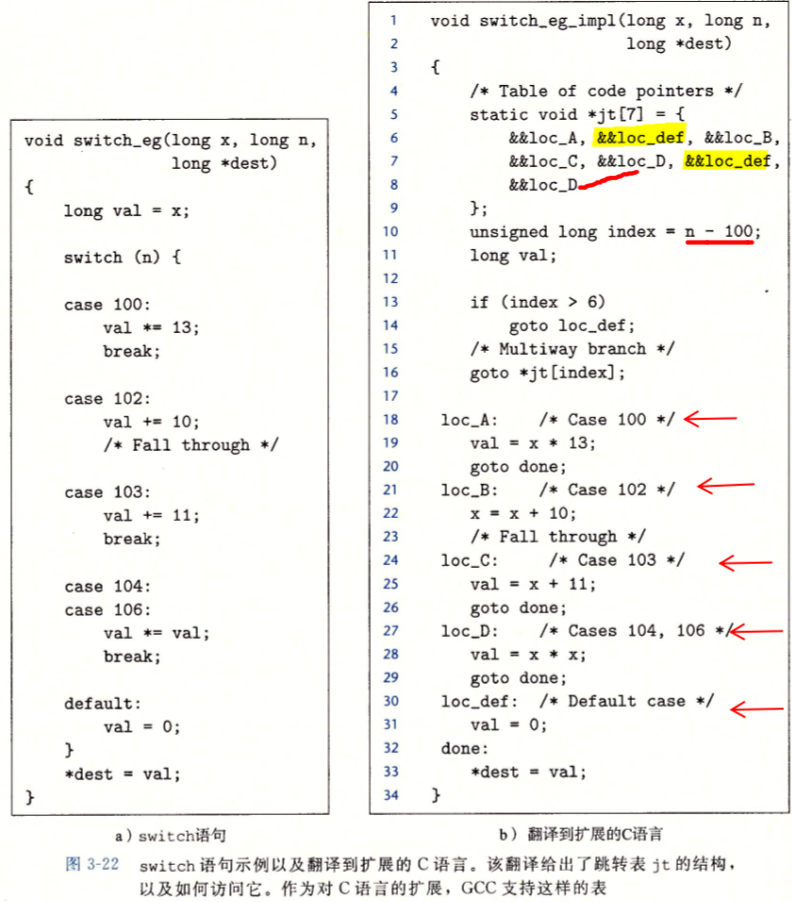 void switch_eg(long x, long n,
               long *dest)
{
    long val = x;

    switch (n) {

    case 100:
        val *= 13;
        break;

    case 102:
        val += 10;
        /* Fall through */

    case 103:
        val += 11;
        break;

    case 104:
    case 106:
        val *= val;
        break;

    default:
        val = 0;
    }
    *dest = val;
}
a）switch语句
1    void switch_eg_impl(long x, long n,
2                        long *dest)
3    {
4        /* Table of code pointers */
5        static void *jt[7] = {
6            &&loc_A, &&loc_def, &&loc_B,
7            &&loc_C, &&loc_D, &&loc_def,
8            &&loc_D
9        };
10       unsigned long index = n - 100;
11       long val;
12
13       if (index > 6)
14           goto loc_def;
15       /* Multiway branch */
16       goto *jt[index];
17
18    loc_A:    /* Case 100 */
19       val = x * 13;
20       goto done;
21    loc_B:    /* Case 102 */
22       x = x + 10;
23       /* Fall through */
24    loc_C:     /* Case 103 */
25       val = x + 11;
26       goto done;
27    loc_D:    /* Cases 104, 106 */
28       val = x * x;
29       goto done;
30    loc_def:  /* Default case */
31       val = 0;
32    done:
33       *dest = val;
34   }
b）翻译到扩展的C语言
图 3-22 switch 语句示例以及翻译到扩展的 C 语言。该翻译给出了跳转表 jt 的结构，
以及如何访问它。作为对 C 语言的扩展，GCC 支持这样的表